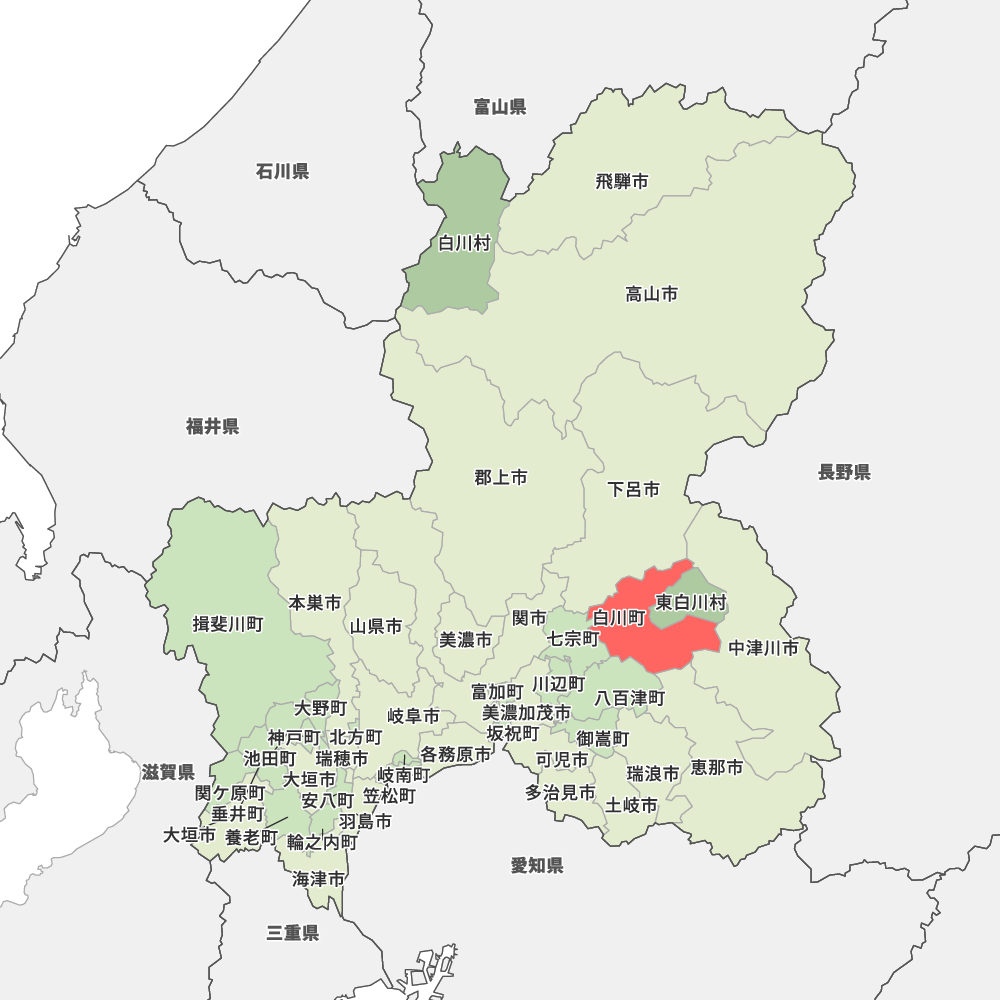 富山県
石川県
飛騨市
白川村
高山市
福井県
長野県
郡上市
下呂市
本巣市
東白川村
揖斐川町
山県市
関市
白川町
美濃市
七宗町
中津川市
川辺町
富加町
八百津町
大野町
美濃加茂市
岐阜市
坂祝町
神戸町
北方町
御嵩町
各務原市
池田町
瑞穂市
可児市
恵那市
滋賀県
大垣市
岐南町
瑞浪市
関ケ原町
多治見市
笠松町
安八町
土岐市
垂井町
羽島市
大垣市
養老町
輪之内町
愛知県
海津市
三重県